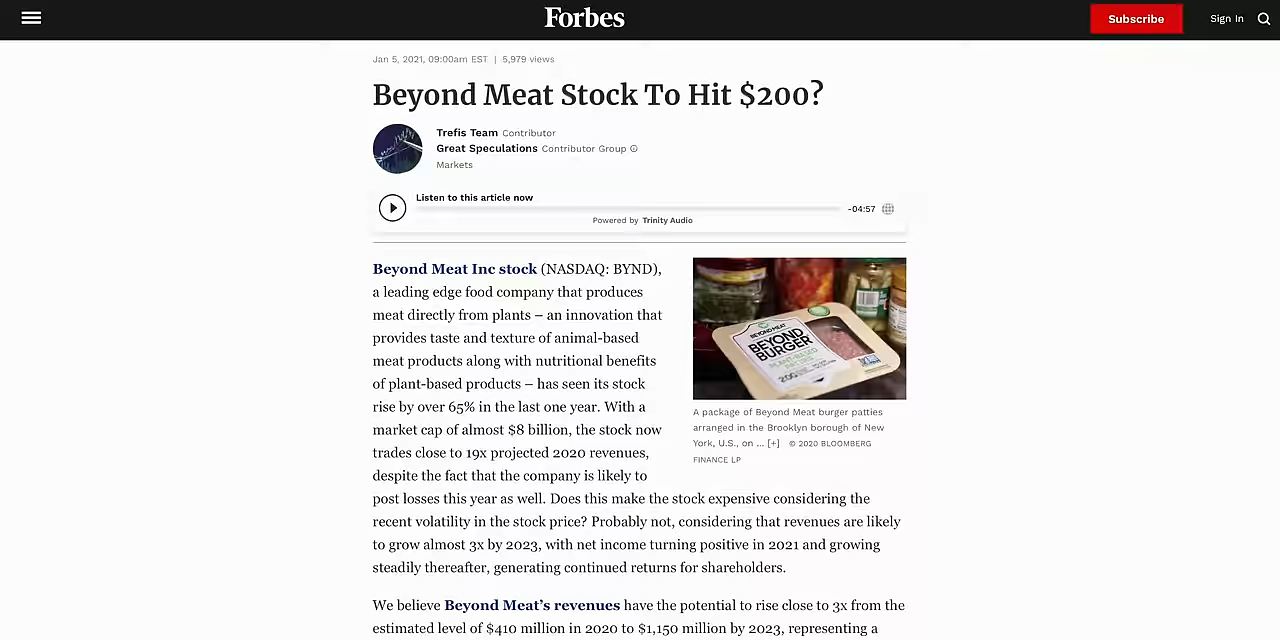 Forbes
Subscribe
Sign In
Jan 5, 2021, 09:00am EST | 5,979 views
Beyond Meat Stock To Hit $200?
Trefis Team Contributor
Great Speculations Contributor Group
Markets
Listen to this article now
-04:57
Powered by Trinity Audio
Beyond Meat Inc stock (NASDAQ: BYND),
a leading edge food company that produces
meat directly from plants – an innovation that
provides taste and texture of animal-based
meat products along with nutritional benefits
of plant-based products – has seen its stock
rise by over 65% in the last one year. With a
market cap of almost $8 billion, the stock now
trades close to 19x projected 2020 revenues,
despite the fact that the company is likely to
post losses this year as well. Does this make the stock expensive considering the
recent volatility in the stock price? Probably not, considering that revenues are likely
to grow almost 3x by 2023, with net income turning positive in 2021 and growing
steadily thereafter, generating continued returns for shareholders.
BEYOND MEAT
BEYOND
BURGER
PLANT-BASED
A package of Beyond Meat burger patties
arranged in the Brooklyn borough of New
York, U.S., on ... [+] © 2020 BLOOMBERG
FINANCE LP
We believe Beyond Meat's revenues have the potential to rise close to 3x from the
estimated level of $410 million in 2020 to $1,150 million by 2023, representing a